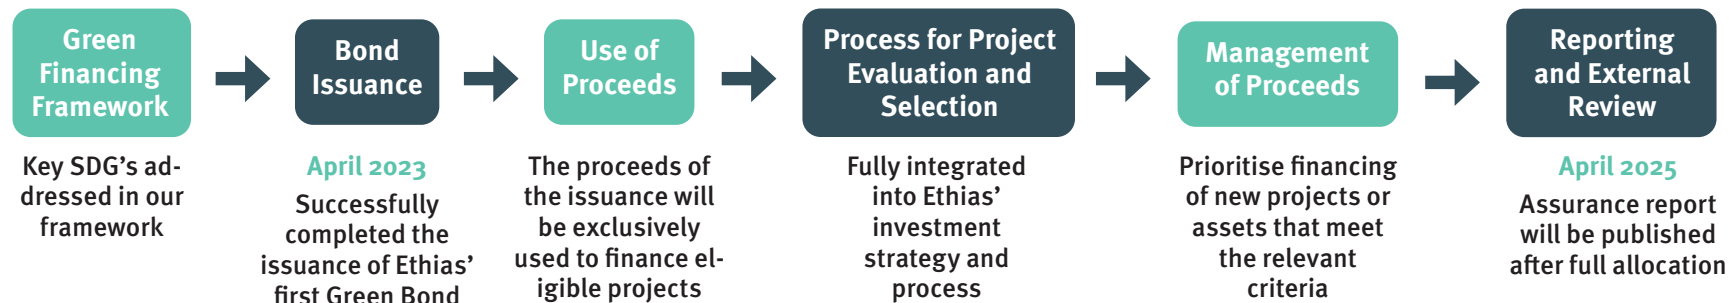 Green
Financing
Framework
Key SDG's ad-
dressed in our
framework
Bond
Issuance
April 2023
Successfully
completed the
issuance of Ethias'
first Green Bond
Use of
Proceeds
The proceeds of
the issuance will
be exclusively
used to finance el-
igible projects
Process for Project
Evaluation and
Selection
Fully integrated
into Ethias'
investment
strategy and
process
Management
of Proceeds
Prioritise financing
of new projects or
assets that meet
the relevant
criteria
Reporting
and External
Review
April 2025
Assurance report
will be published
after full allocation